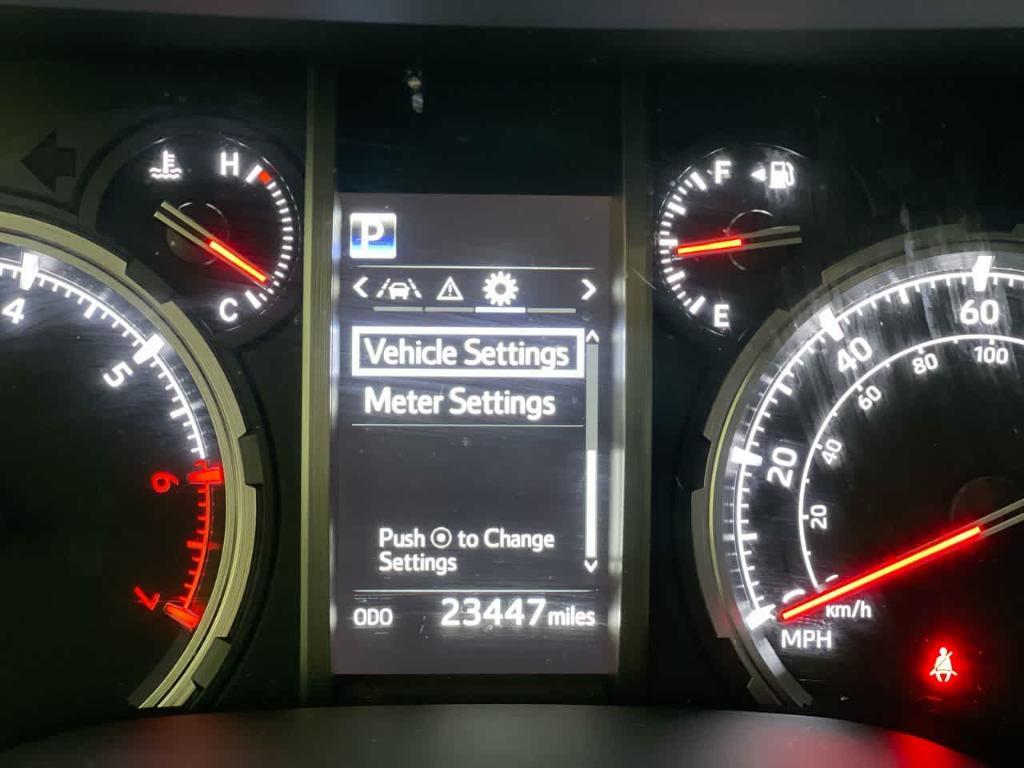 H
C
F
E
P
4
5
6
7
Vehicle Settings
Meter Settings
Push to Change
Settings
ODO 23447 miles
20
40
60
20
40
60
80
100
km/h
MPH